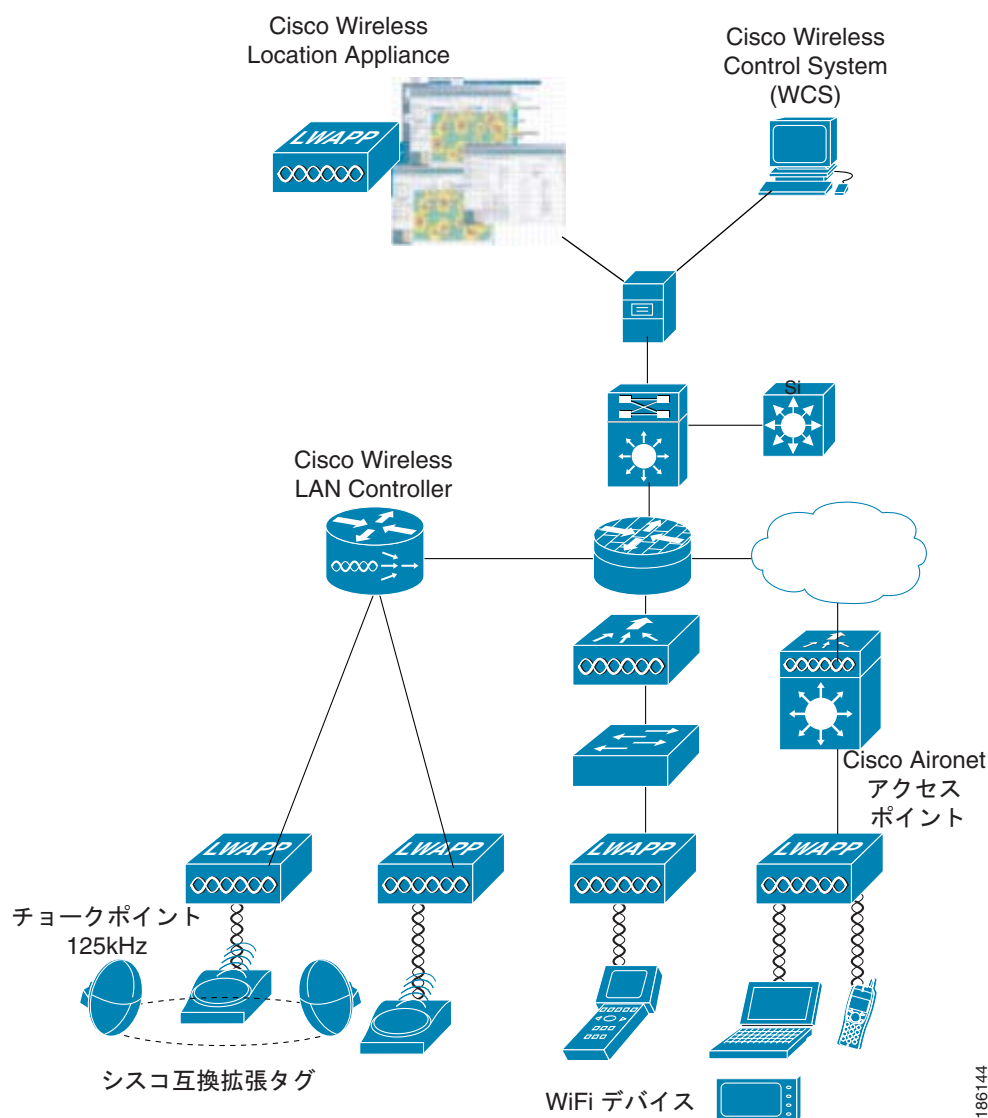 Cisco Wireless
Location Appliance
Cisco Wireless
Control System
(WCS)
LWAPP
Si
Cisco Wireless
LAN Controller
Cisco Aironet
アクセス
ポイント
LWAPP
LWAPP
LWAPP
LWAPP
チョークポイント
125kHz
シスコ互換拡張タグ
WiFi デバイス
186144